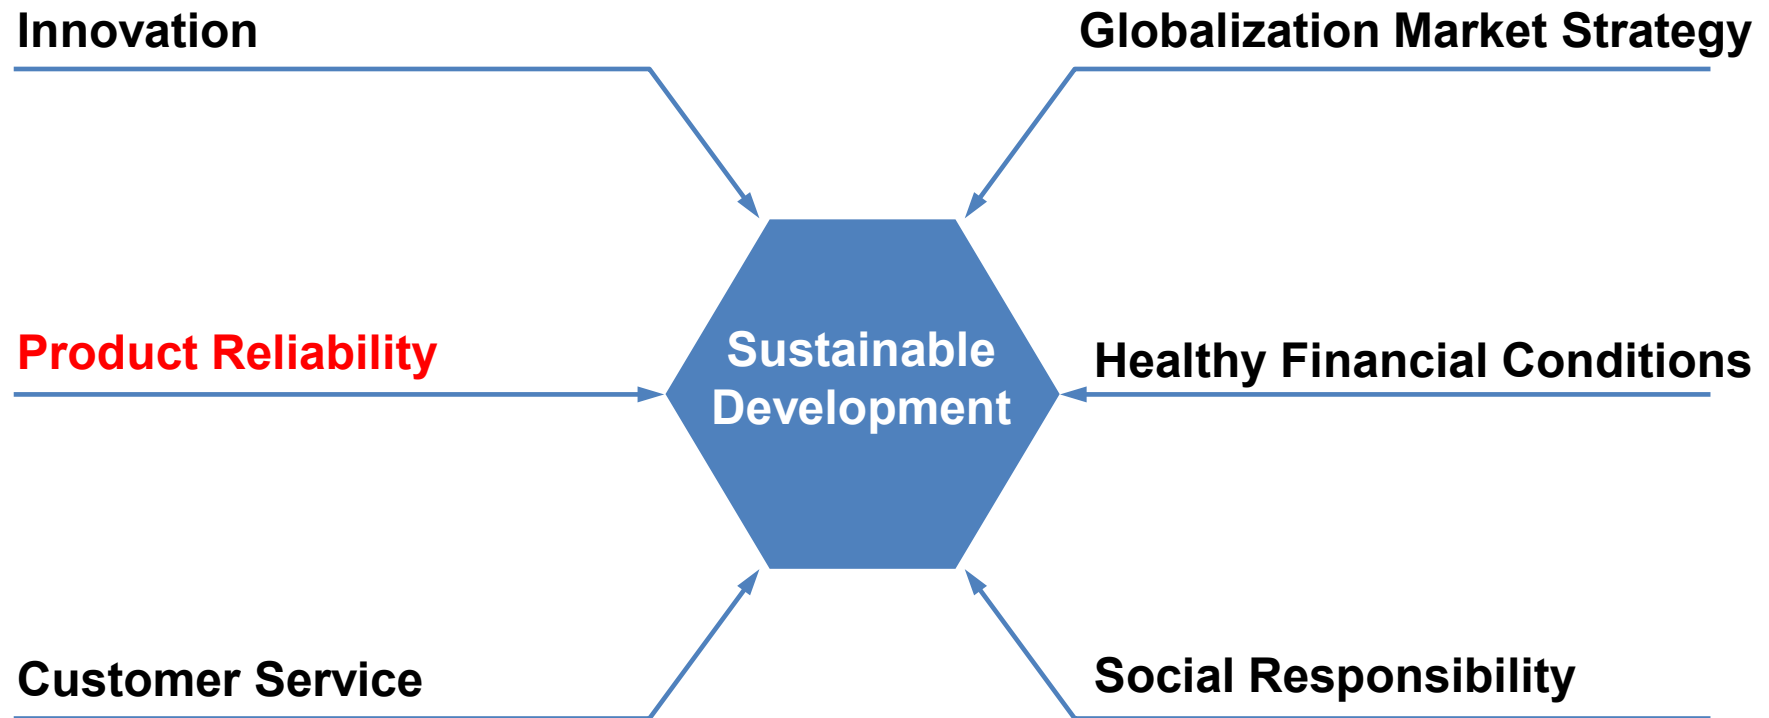 Innovation
Globalization Market Strategy
Product Reliability
Sustainable
Development
Healthy Financial Conditions
Customer Service
Social Responsibility